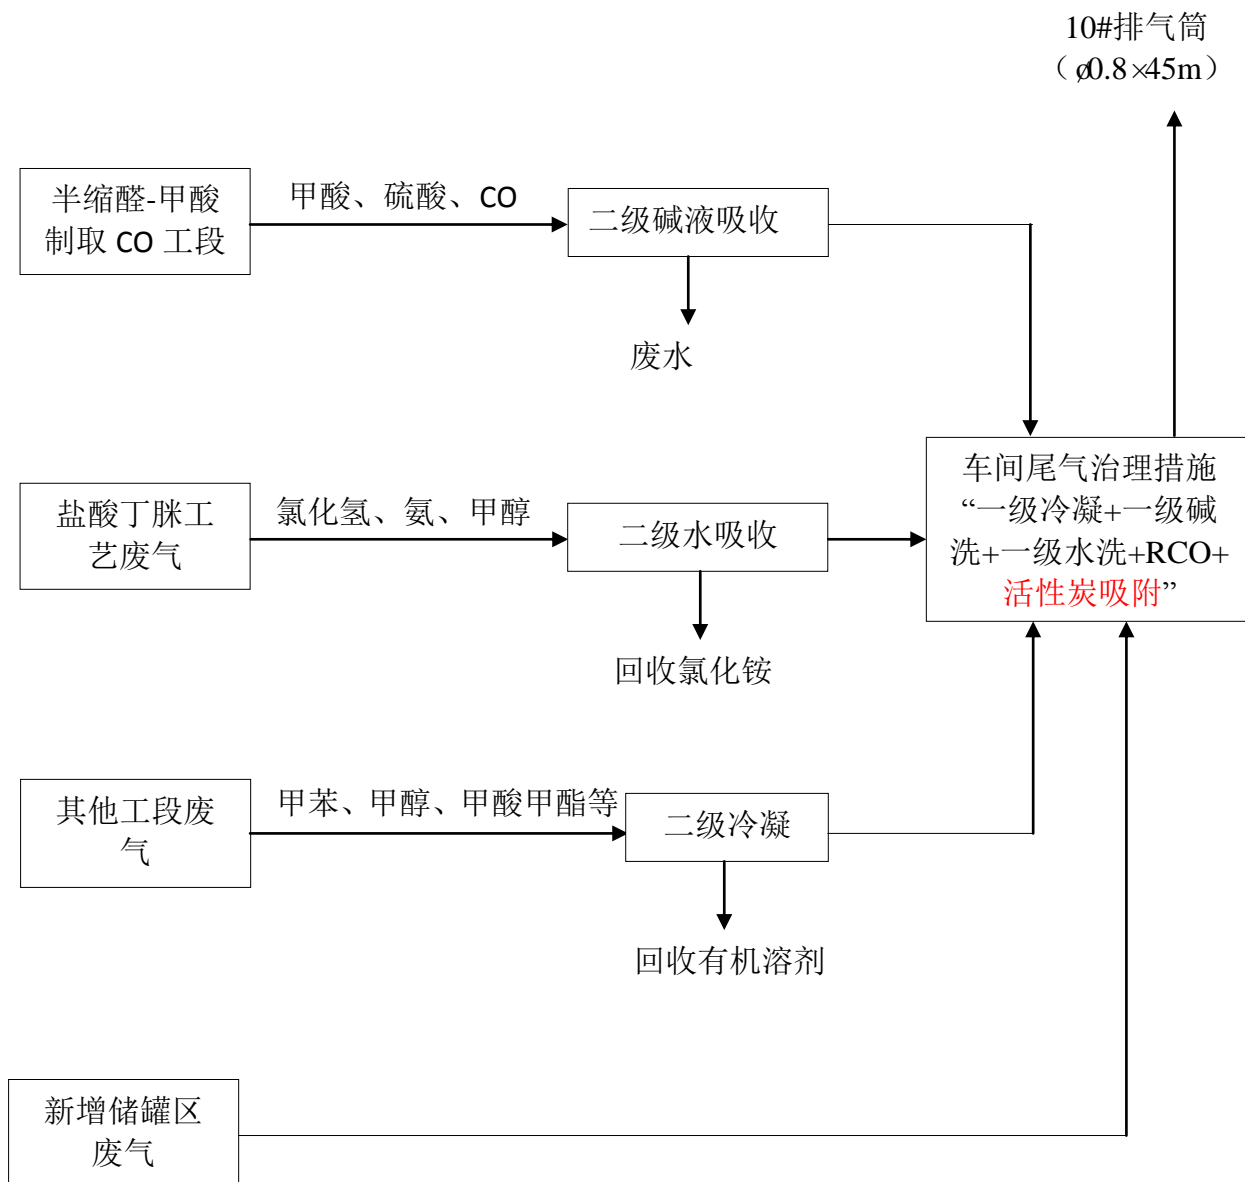 10#排气筒
（ø0.8×45m）
半缩醛-甲酸
制取 CO 工段
甲酸、硫酸、CO
二级碱液吸收
废水
盐酸丁脒工
艺废气
氯化氢、氨、甲醇
二级水吸收
回收氯化铵
车间尾气治理措施
“一级冷凝+一级碱
洗+一级水洗+RCO+
活性炭吸附”
其他工段废
气
甲苯、甲醇、甲酸甲酯等
二级冷凝
回收有机溶剂
新增储罐区
废气